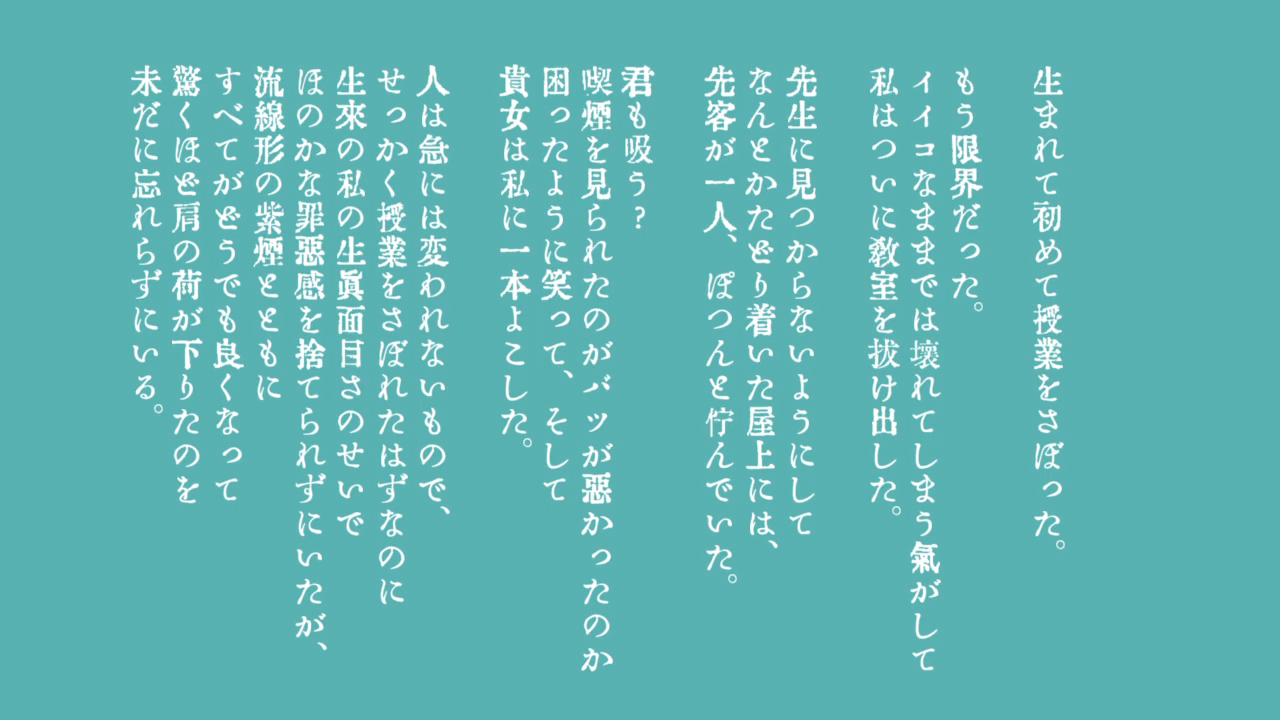 生まれて初めて授業をさぼった。
もう限界だった。
イイコなままでは壊れてしまう氣がして
私はついに教室を抜け出した。
先生に見つからないようにして
なんとかたどり着いた屋上には、
先客が一人、ぽつんと佇んでいた。
君も吸う？
喫煙を見られたのがバツが惡かったのか
困ったように笑って、そして
貴女は私に一本よこした。
人は急には変われないもので、
せっかく授業をさぼれたはずなのに
生來の私の生眞面目さのせいで
ほのかな罪惡感を捨てられずにいたが、
流線形の紫煙とともに
すべてがどうでも良くなって
驚くほど肩の荷が下りたのを
未だに忘れらずにいる。